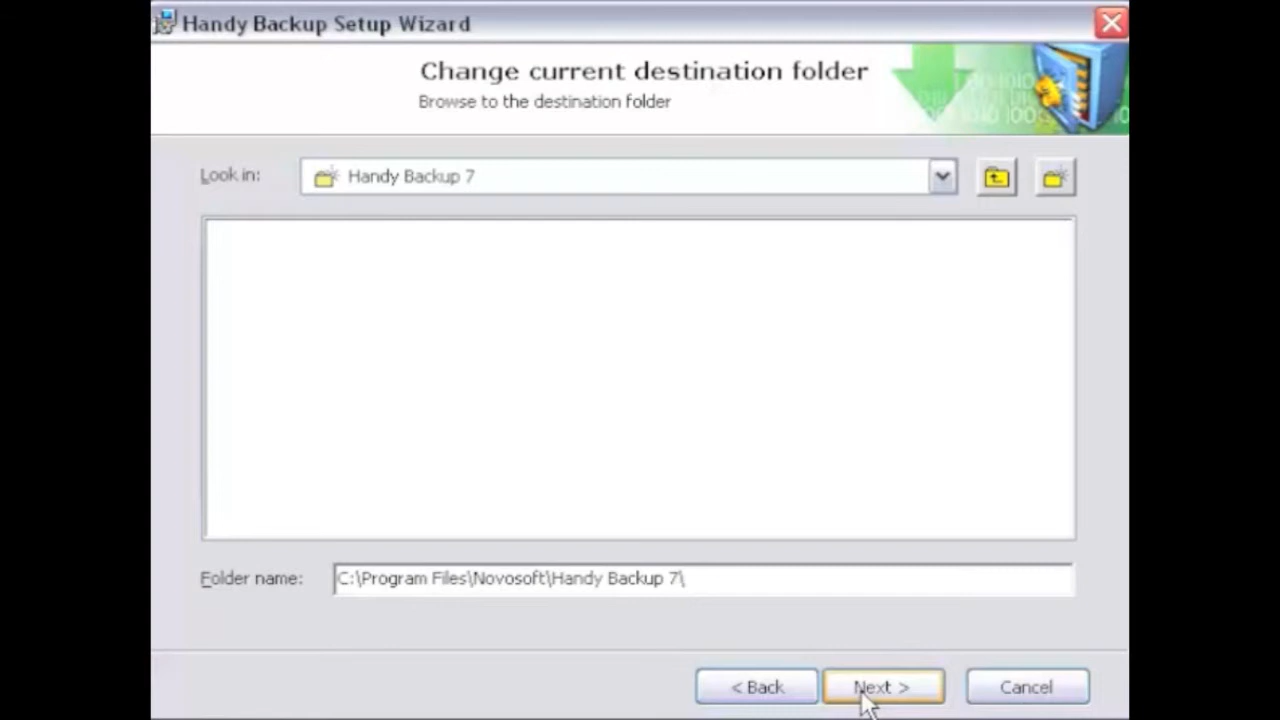 Handy Backup Setup Wizard
Change current destination folder
Browse to the destination folder
Look in:
Handy Backup 7
Folder name:
C:\Program Files\Novosoft\Handy Backup 7\
< Back
Next >
Cancel